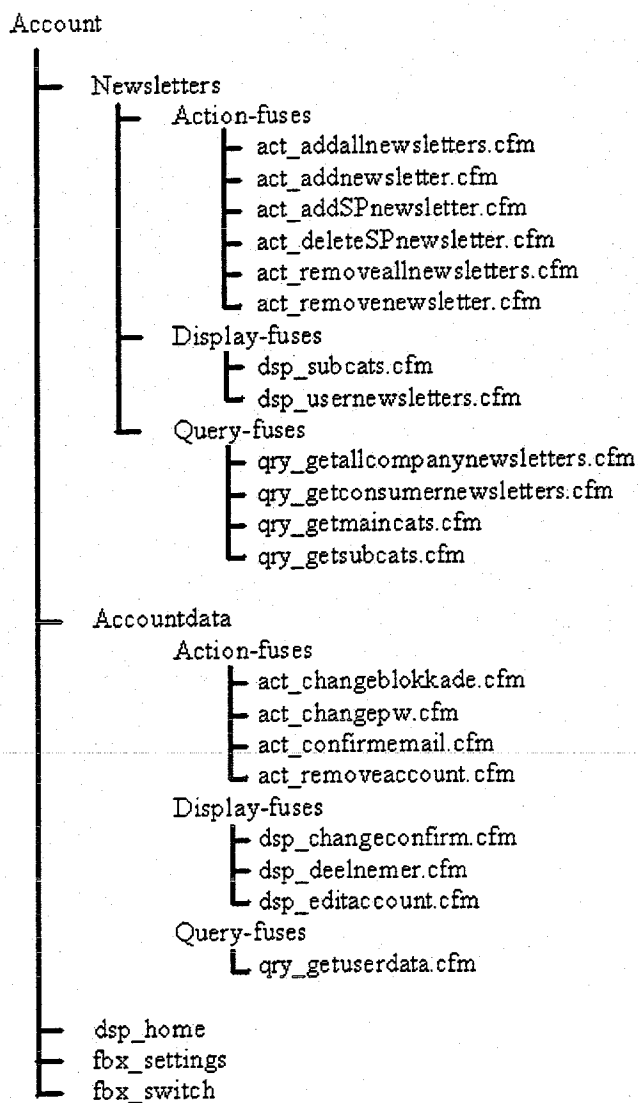 Account
Newsletters
Action-fuses
act_addallnewsletters.cfm
act_addnewsletter.cfm
act_addSPnewsletter.cfm
act_deleteSPnewsletter.cfm
act_removeallnewsletters.cfm
act_removenewsletter.cfm
Display-fuses
dsp_subcats.cfm
dsp_usernewsletters.cfm
Query-fuses
qry_getallcompanynewsletters.cfm
qry_getconsumernewsletters.cfm
qry_getmaincats.cfm
qry_getsubcats.cfm
Accountdata
Action-fuses
act_changeblokkade.cfm
act_changepw.cfm
act_confirmemail.cfm
act_removeaccount.cfm
Display-fuses
dsp_changeconfirm.cfm
dsp_deelnemer.cfm
dsp_editaccount.cfm
Query-fuses
qry_getuserdata.cfm
dsp_home
fbx_settings
fbx_switch